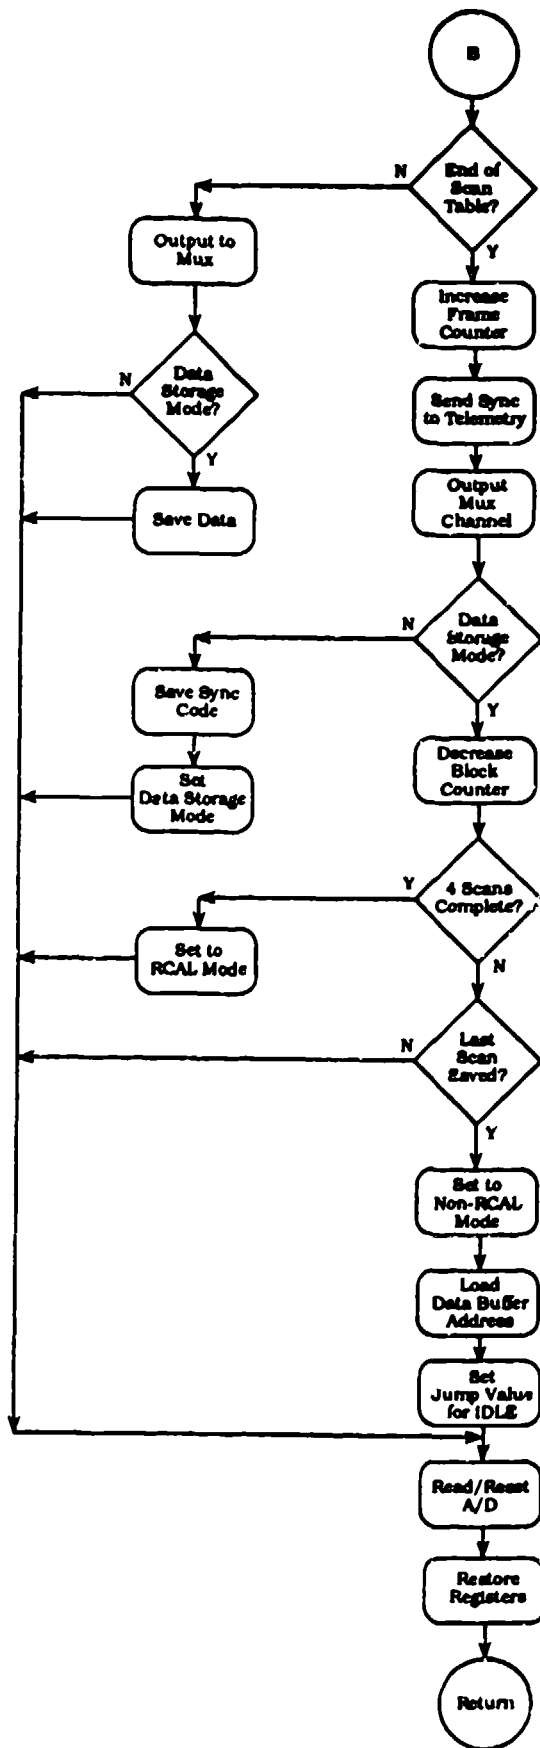 B
End of
Scan
Table?
N
Y
Output to
Mux
Increase
Frame
Counter
Data
Storage
Mode?
N
Y
Send Sync
to Telemetry
Save Data
Output
Mux
Channel
Data
Storage
Mode?
N
Y
Save Sync
Code
Set
Data Storage
Mode
Decrease
Block
Counter
4 Scans
Complete?
Y
N
Set to
RCAL Mode
Last
Scan
Saved?
N
Y
Set to
Non-RCAL
Mode
Load
Data Buffer
Address
Set
Jump Value
for IDLE
Read/Reset
A/D
Restore
Registers
Return